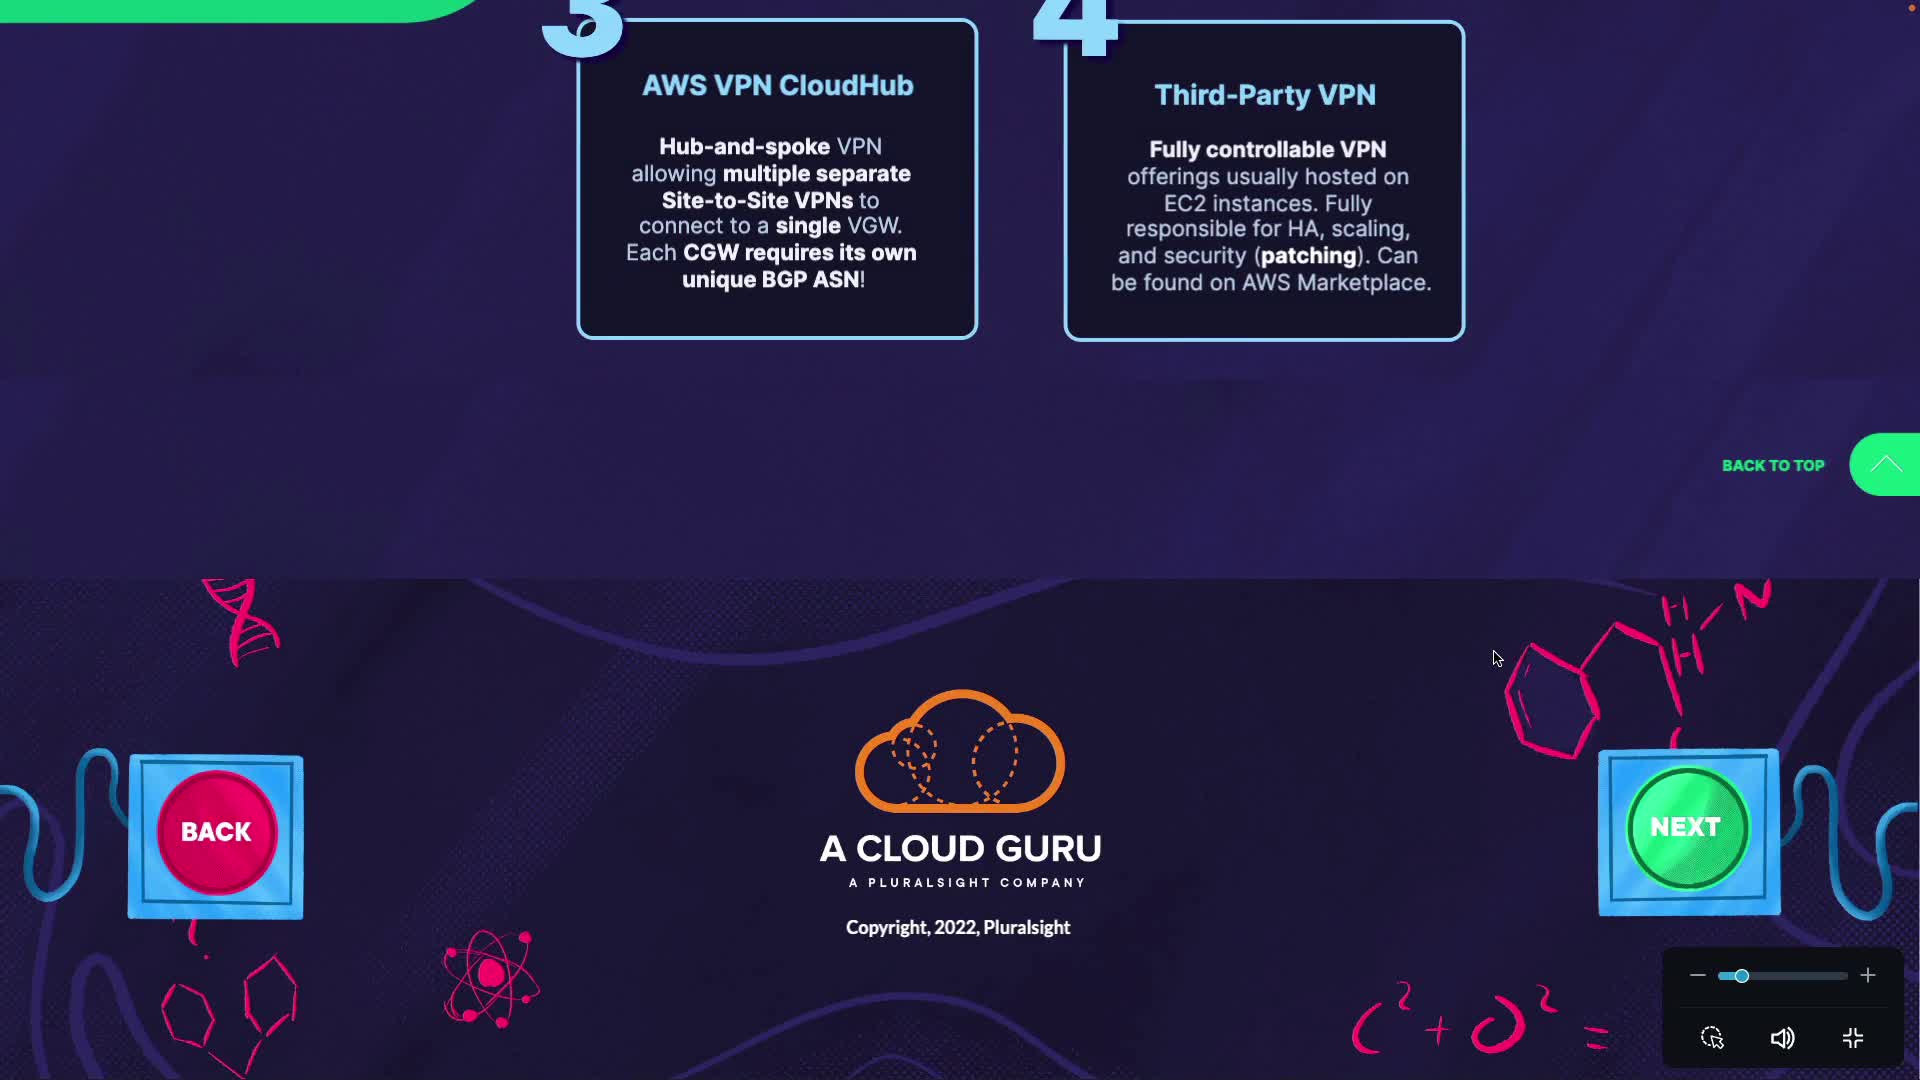 3
AWS VPN CloudHub
Hub-and-spoke VPN
allowing multiple separate
Site-to-Site VPNs to
connect to a single VGW.
Each CGW requires its own
unique BGP ASN!
4
Third-Party VPN
Fully controllable VPN
offerings usually hosted on
EC2 instances. Fully
responsible for HA, scaling,
and security (patching). Can
be found on AWS Marketplace.
BACK TO TOP
H N
H
BACK
NEXT
A CLOUD GURU
A PLURALSIGHT COMPANY
Copyright, 2022, Pluralsight
C² + O² =